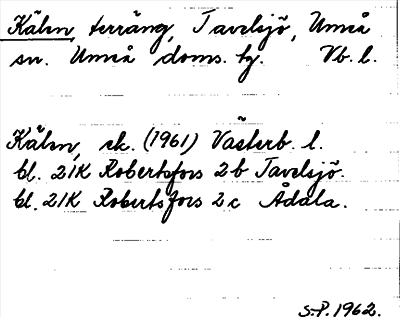 Kälen, terräng, Tavelsjö, Umeå
sn. Umeå doms. hg. Vb. l.
Kälen, ek. (1961) Västerb. l.
bl. 21K Robertsfors 2b Tavelsjö.
bl. 21K Robertsfors 2c Ådala.
S.P. 1962.